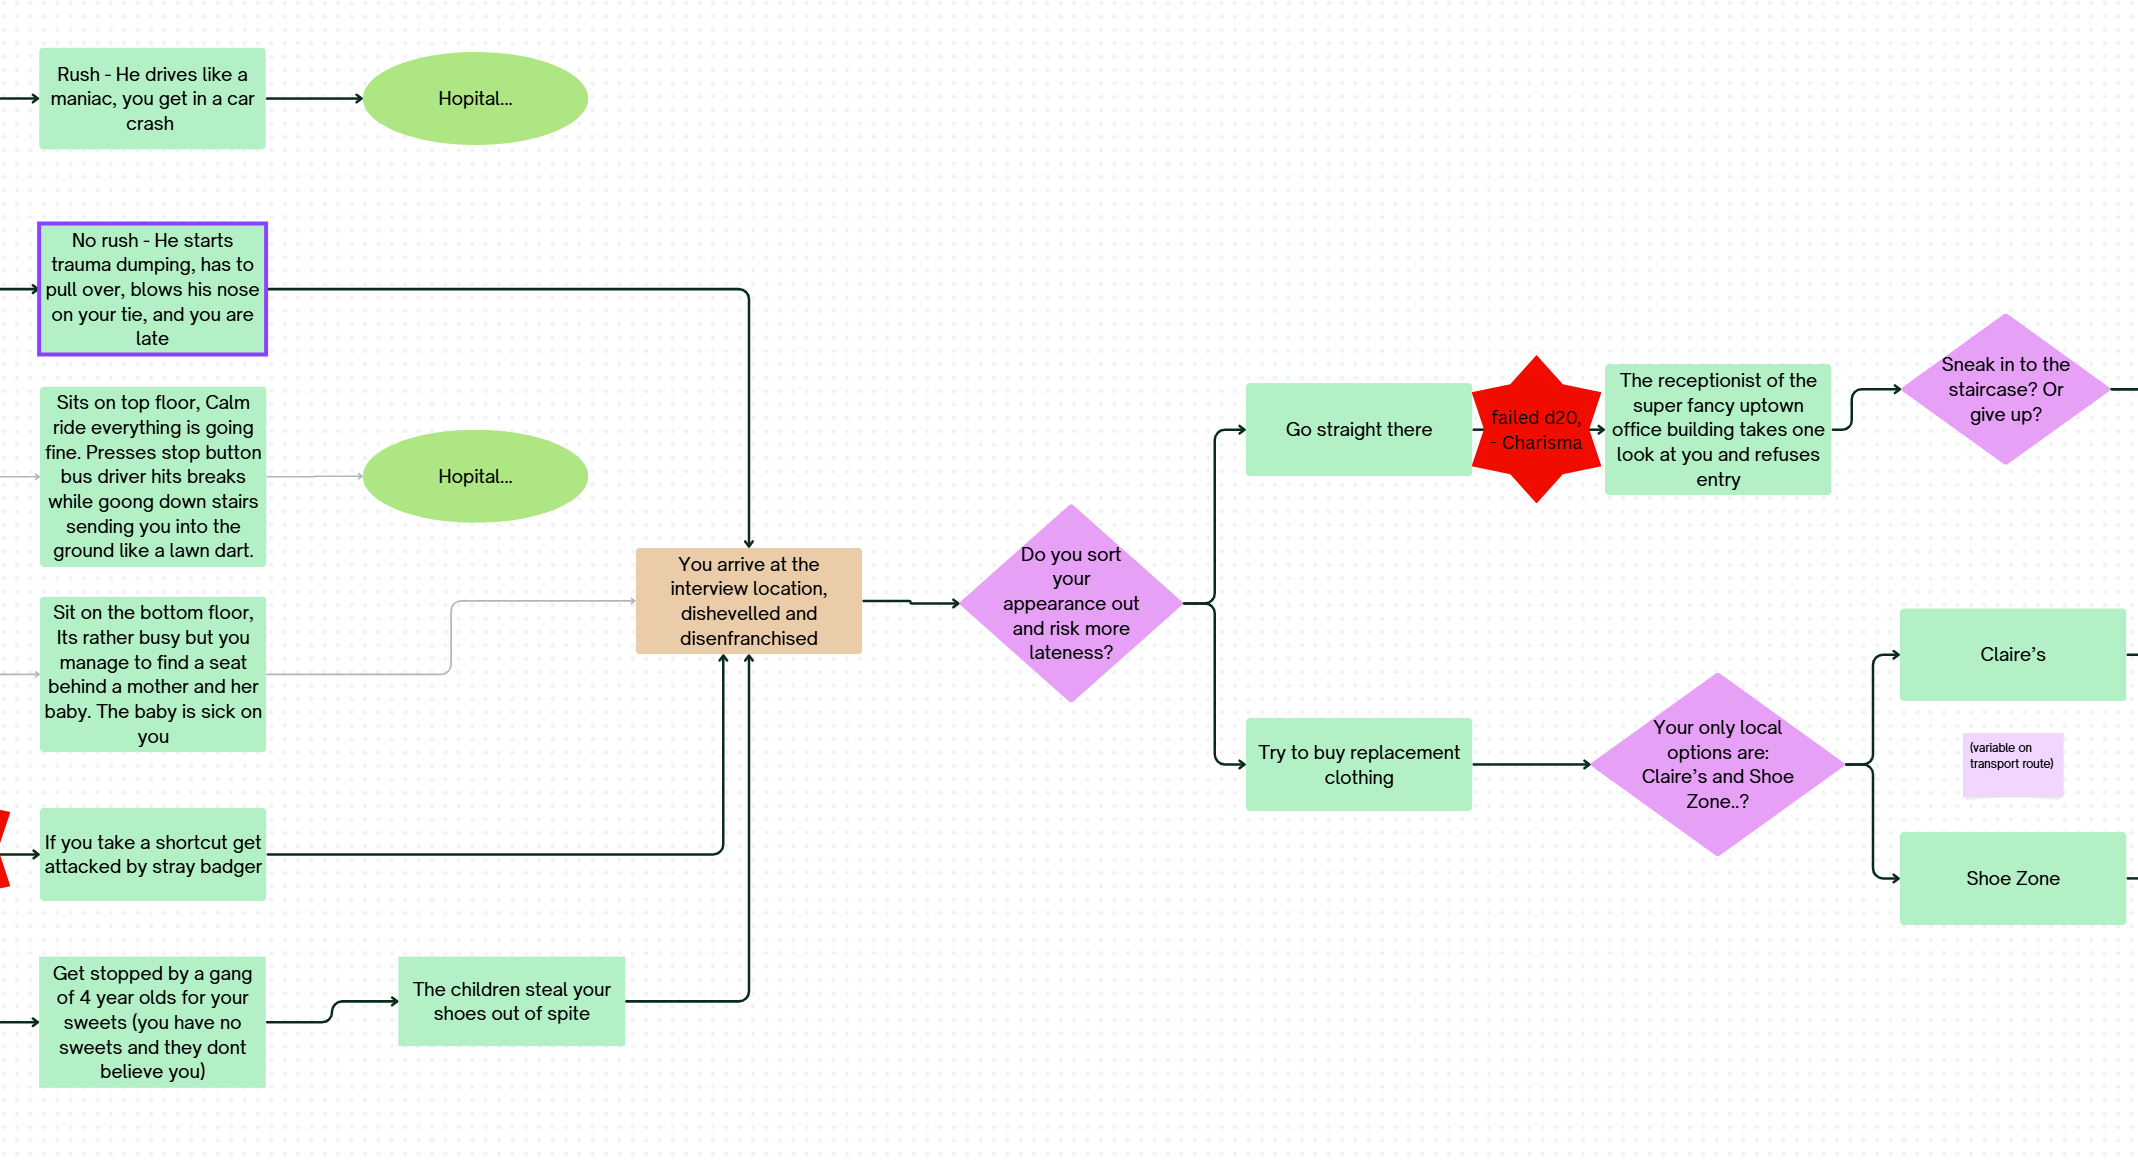 Rush - He drives like a
maniac, you get in a car
crash
Hopital...
No rush - He starts
trauma dumping, has to
pull over, blows his nose
on your tie, and you are
late
Sits on top floor, Calm
ride everything is going
fine. Presses stop button
bus driver hits breaks
while goong down stairs
sending you into the
ground like a lawn dart.
Hopital...
Sit on the bottom floor,
Its rather busy but you
manage to find a seat
behind a mother and her
baby. The baby is sick on
you
If you take a shortcut get
attacked by stray badger
Get stopped by a gang
of 4 year olds for your
sweets (you have no
sweets and they dont
believe you)
The children steal your
shoes out of spite
You arrive at the
interview location,
dishevelled and
disenfranchised
Do you sort
your
appearance out
and risk more
lateness?
Go straight there
failed d20,
- Charisma
The receptionist of the
super fancy uptown
office building takes one
look at you and refuses
entry
Sneak in to the
staircase? Or
give up?
Try to buy replacement
clothing
Your only local
options are:
Claire's and Shoe
Zone..?
Claire's
(variable on
transport route)
Shoe Zone